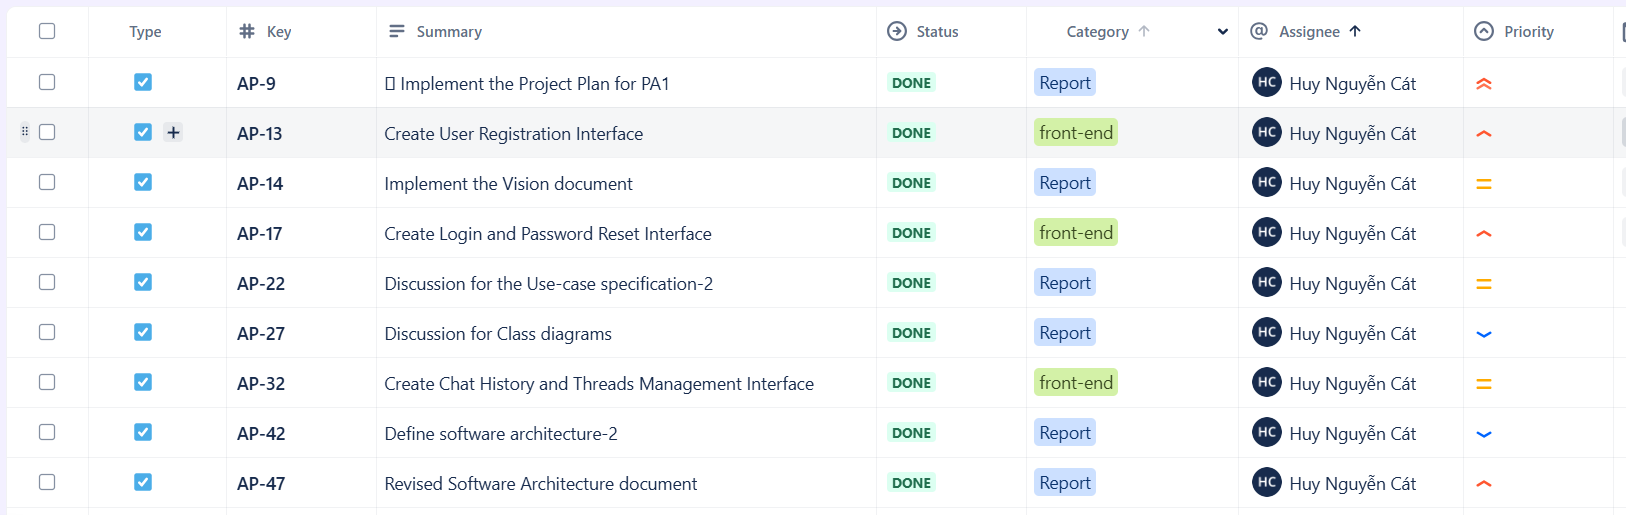 Type Key Summary Status Category Assignee Priority
AP-9 Implement the Project Plan for PA1 DONE Report HC Huy Nguyễn Cát
AP-13 Create User Registration Interface DONE front-end HC Huy Nguyễn Cát
AP-14 Implement the Vision document DONE Report HC Huy Nguyễn Cát
AP-17 Create Login and Password Reset Interface DONE front-end HC Huy Nguyễn Cát
AP-22 Discussion for the Use-case specification-2 DONE Report HC Huy Nguyễn Cát
AP-27 Discussion for Class diagrams DONE Report HC Huy Nguyễn Cát
AP-32 Create Chat History and Threads Management Interface DONE front-end HC Huy Nguyễn Cát
AP-42 Define software architecture-2 DONE Report HC Huy Nguyễn Cát
AP-47 Revised Software Architecture document DONE Report HC Huy Nguyễn Cát